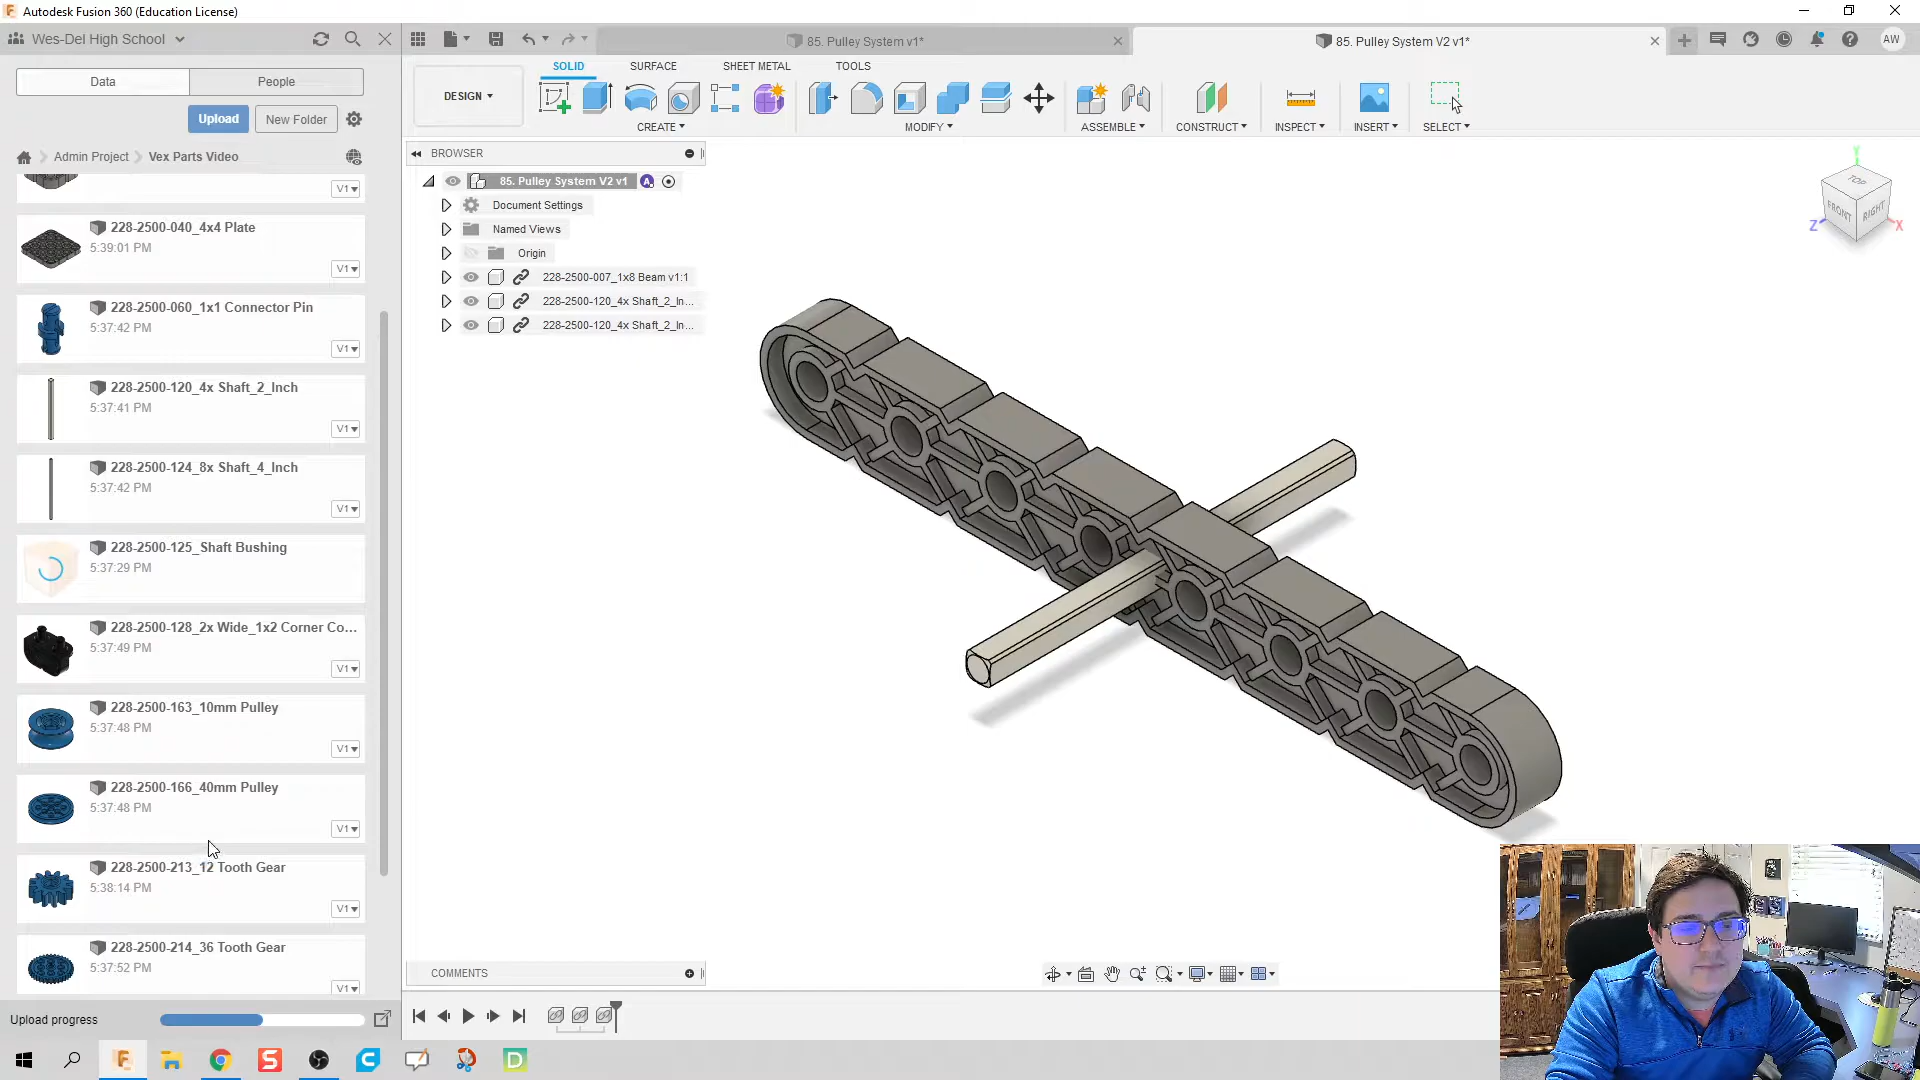 Autodesk Fusion 360 (Education License)
Wes-Del High School
Data
People
Upload
New Folder
Admin Project
Vex Parts Video
V1
228-2500-040_4x4 Plate
5:39:01 PM
V1
228-2500-060_1x1 Connector Pin
5:37:42 PM
V1
228-2500-120_4x Shaft_2_Inch
5:37:41 PM
V1
228-2500-124_8x Shaft_4_Inch
5:37:42 PM
V1
228-2500-125_Shaft Bushing
5:37:29 PM
228-2500-128_2x Wide_1x2 Corner Co...
5:37:49 PM
V1
228-2500-163_10mm Pulley
5:37:48 PM
V1
228-2500-166_40mm Pulley
5:37:48 PM
V1
228-2500-213_12 Tooth Gear
5:38:14 PM
V1
228-2500-214_36 Tooth Gear
5:37:52 PM
V1
Upload progress
85. Pulley System v1*
85. Pulley System V2 v1*
AW
DESIGN
SOLID
SURFACE
SHEET METAL
TOOLS
CREATE
MODIFY
ASSEMBLE
CONSTRUCT
INSPECT
INSERT
SELECT
BROWSER
85. Pulley System V2 v1
A
Document Settings
Named Views
Origin
228-2500-007_1x8 Beam v1:1
228-2500-120_4x Shaft_2_In...
228-2500-120_4x Shaft_2_In...
Y
TOP
FRONT
RIGHT
Z
X
COMMENTS